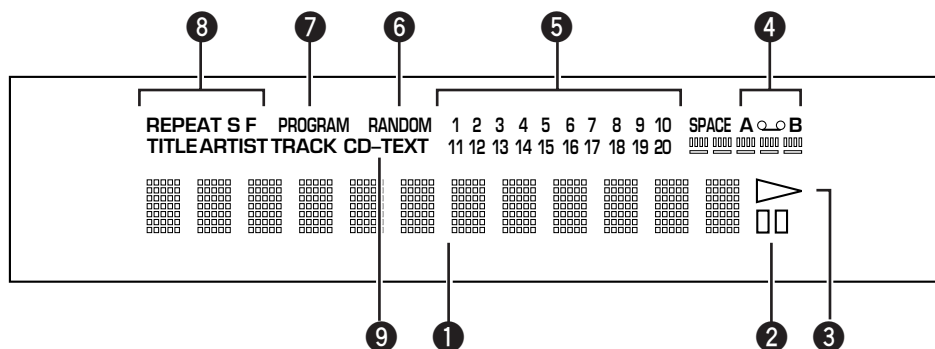 8 7 6 5 4
REPEAT S F PROGRAM RANDOM 1 2 3 4 5 6 7 8 9 10 SPACE A B
TITLE ARTIST TRACK CD-TEXT 11 12 13 14 15 16 17 18 19 20
9 1 2 3